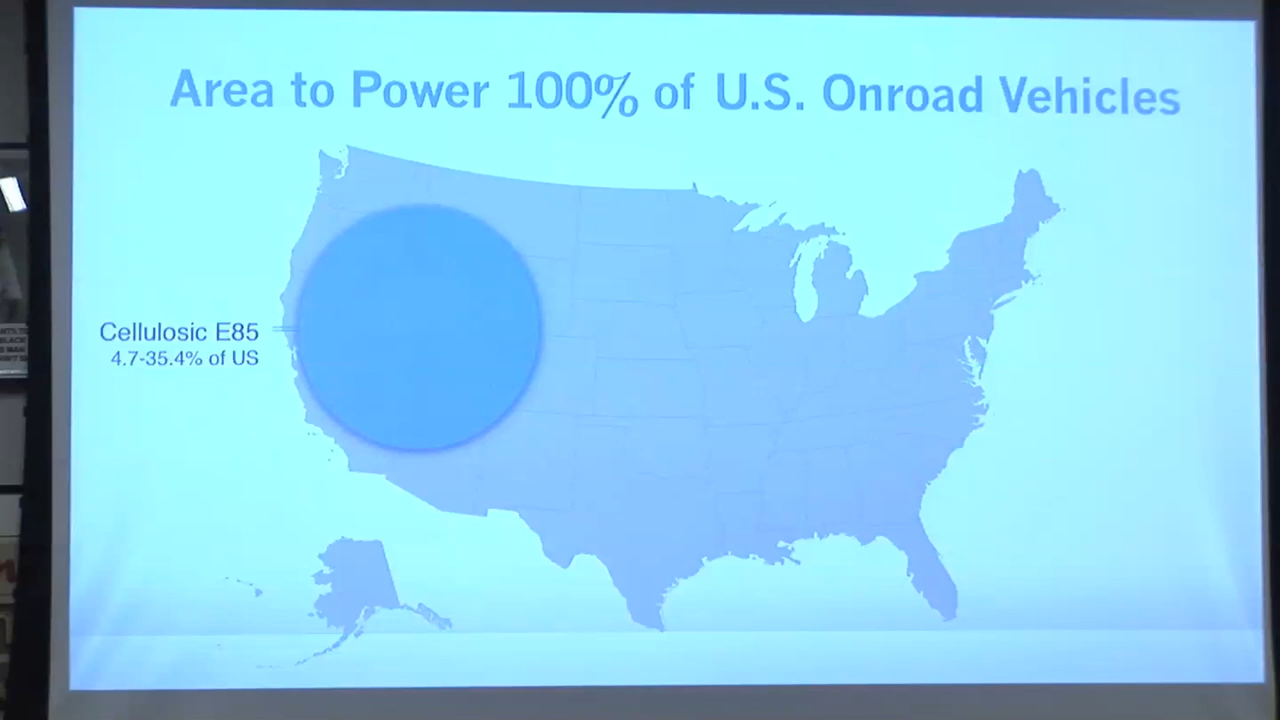 Area to Power 100% of U.S. Onroad Vehicles
Cellulosic E85
4.7-35.4% of US